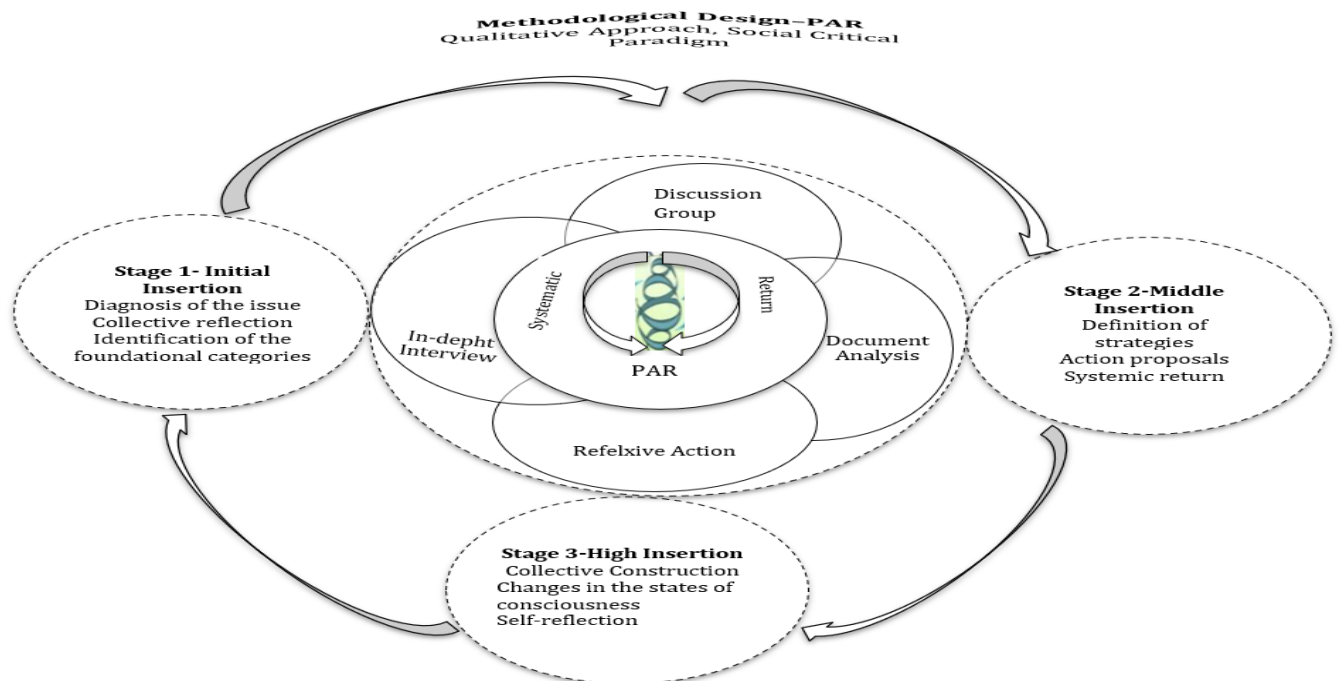 Methodological Design–PAR
Qualitative Approach, Social Critical
Paradigm
Stage 1- Initial
Insertion
Diagnosis of the issue
Collective reflection
Identification of the
foundational categories
Discussion
Group
In-depht
Interview
Systematic
Return
PAR
Document
Analysis
Refelxive Action
Stage 2-Middle
Insertion
Definition of
strategies
Action proposals
Systemic return
Stage 3-High Insertion
Collective Construction
Changes in the states of
consciousness
Self-reflection